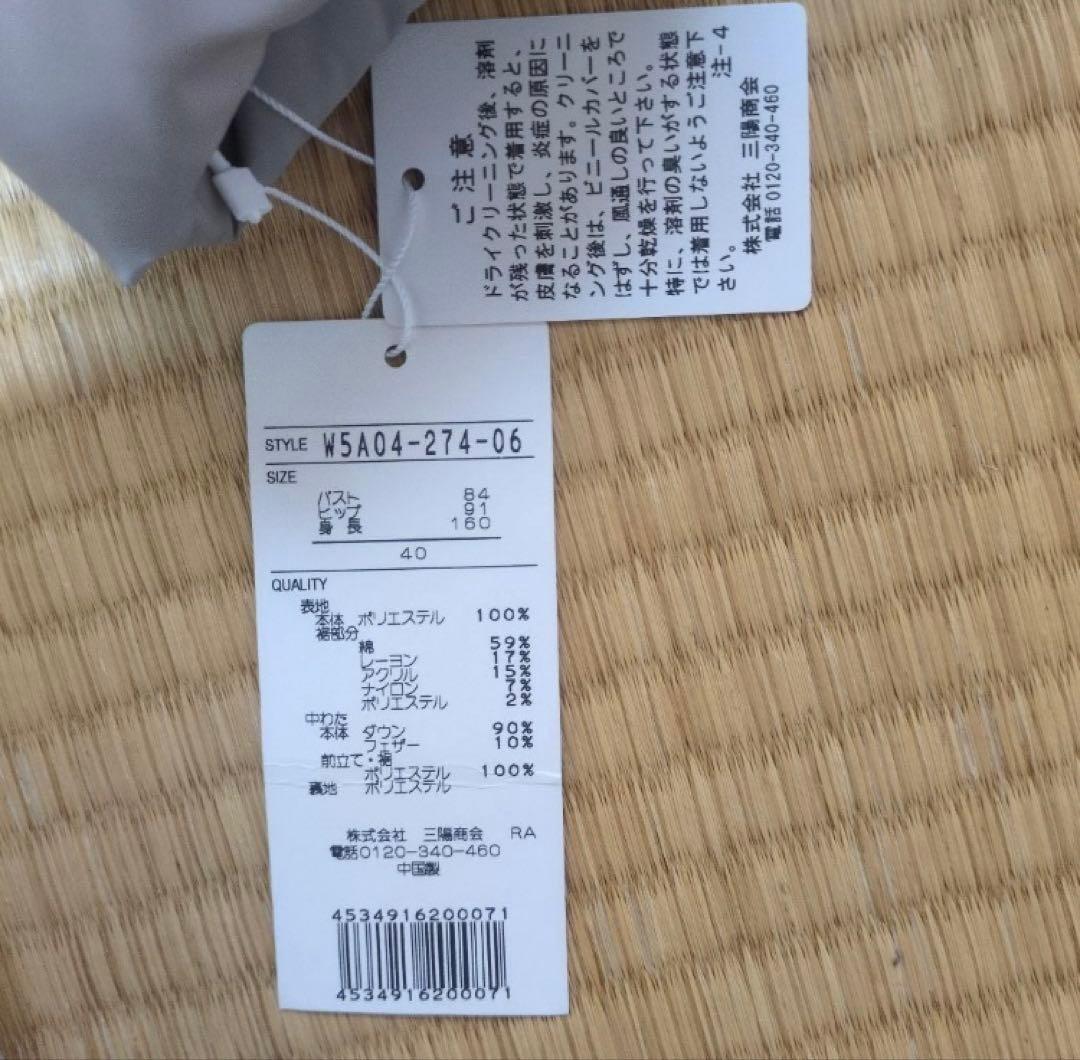 ご注意
ドライクリーニング後、溶剤
が残った状態で着用すると、
皮膚を刺激し、炎症の原因に
なることがあります。クリーニ
ング後は、ビニールカバーを
はずし、風通しの良いところで
十分乾燥を行って下さい。
特に、溶剤の臭いがする状態
では着用しないようご注意下
さい。 注-4
株式会社 三陽商会
電話 0120-340-460
STYLE W5A04-274-06
SIZE
バスト 84
ヒップ 91
身長 160
40
QUALITY
表地
本体 ポリエステル 100%
裾部分
綿 59%
レーヨン 17%
アクリル 15%
ナイロン 7%
ポリエステル 2%
中わた
本体 ダウン 90%
フェザー 10%
前立て・裾
ポリエステル 100%
裏地 ポリエステル
株式会社 三陽商会 RA
電話0120-340-460
中国製
4534916200071
4534916200071